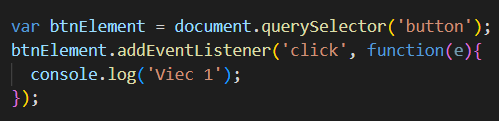 var btnElement = document.querySelector('button');
btnElement.addEventListener('click', function(e){
  console.log('Viec 1');
});